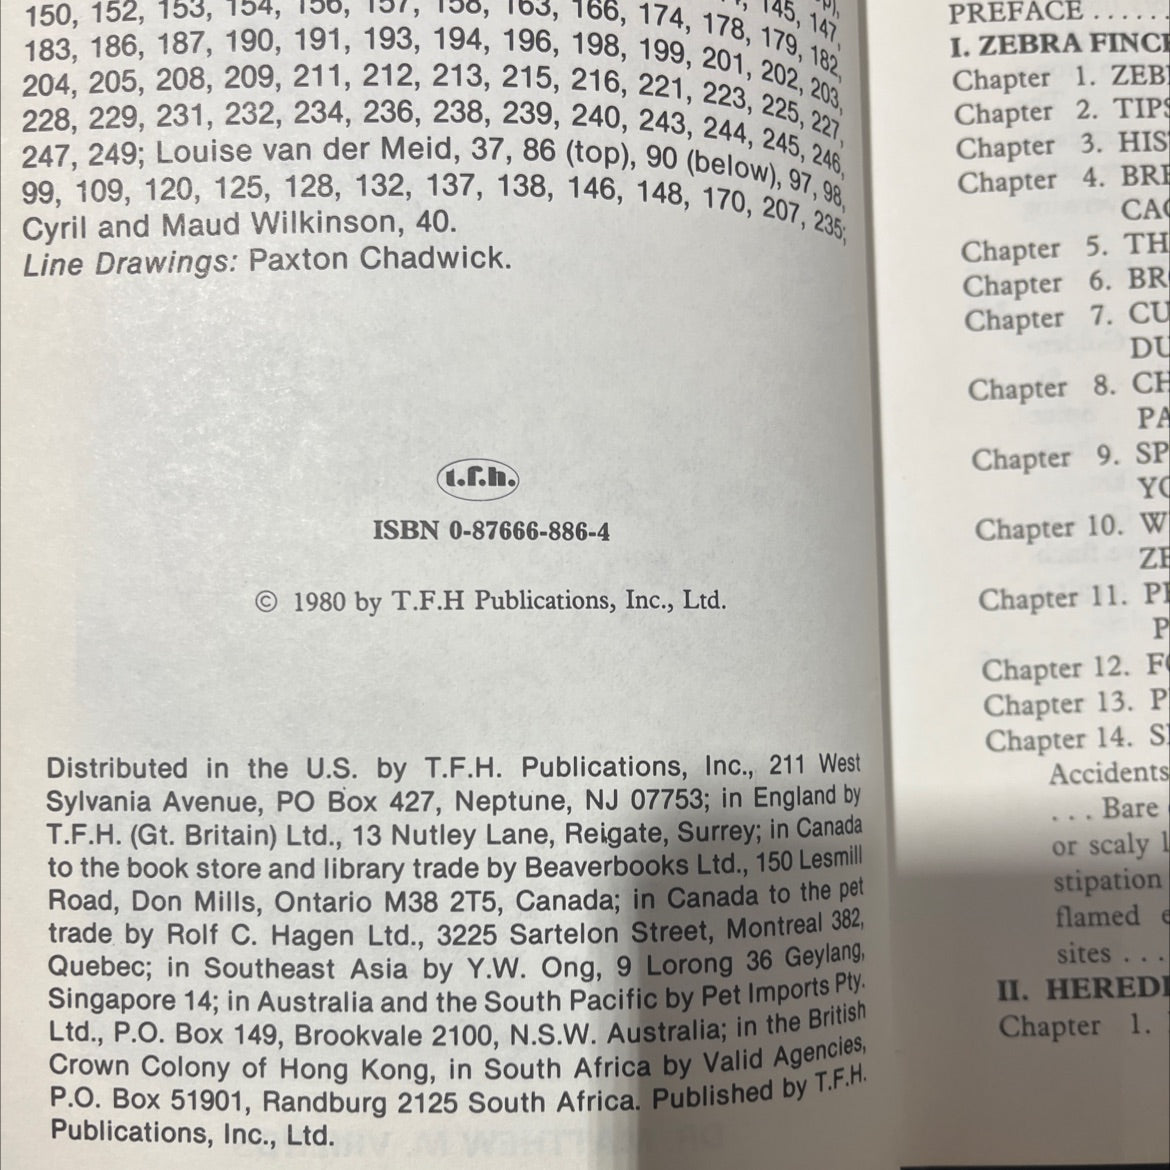 150, 152, 153, 154, 156, 157, 158, 163, 166, 174, 178, 179, 182,
145, 147,
183, 186, 187, 190, 191, 193, 194, 196, 198, 199, 201, 202, 203,
204, 205, 208, 209, 211, 212, 213, 215, 216, 221, 223, 225, 227,
228, 229, 231, 232, 234, 236, 238, 239, 240, 243, 244, 245, 246,
247, 249; Louise van der Meid, 37, 86 (top), 90 (below), 97, 98,
99, 109, 120, 125, 128, 132, 137, 138, 146, 148, 170, 207, 235;
Cyril and Maud Wilkinson, 40.
Line Drawings: Paxton Chadwick.
t.f.h.
ISBN 0-87666-886-4
© 1980 by T.F.H Publications, Inc., Ltd.
Distributed in the U.S. by T.F.H. Publications, Inc., 211 West
Sylvania Avenue, PO Box 427, Neptune, NJ 07753; in England by
T.F.H. (Gt. Britain) Ltd., 13 Nutley Lane, Reigate, Surrey; in Canada
to the book store and library trade by Beaverbooks Ltd., 150 Lesmill
Road, Don Mills, Ontario M38 2T5, Canada; in Canada to the pet
trade by Rolf C. Hagen Ltd., 3225 Sartelon Street, Montreal 382,
Quebec; in Southeast Asia by Y.W. Ong, 9 Lorong 36 Geylang,
Singapore 14; in Australia and the South Pacific by Pet Imports Pty.
Ltd., P.O. Box 149, Brookvale 2100, N.S.W. Australia; in the British
Crown Colony of Hong Kong, in South Africa by Valid Agencies,
P.O. Box 51901, Randburg 2125 South Africa. Published by T.F.H.
Publications, Inc., Ltd.
PREFACE .....
I. ZEBRA FINC
Chapter 1. ZEB
Chapter 2. TIPS
Chapter 3. HIS
Chapter 4. BRE
CAG
Chapter 5. TH
Chapter 6. BR
Chapter 7. CU
DU
Chapter 8. CH
PA
Chapter 9. SP
YO
Chapter 10. W
ZE
Chapter 11. P
P
Chapter 12. F
Chapter 13. P
Chapter 14. S
Accidents
... Bare
or scaly l
stipation
flamed
sites ...
II. HEREDI
Chapter 1.